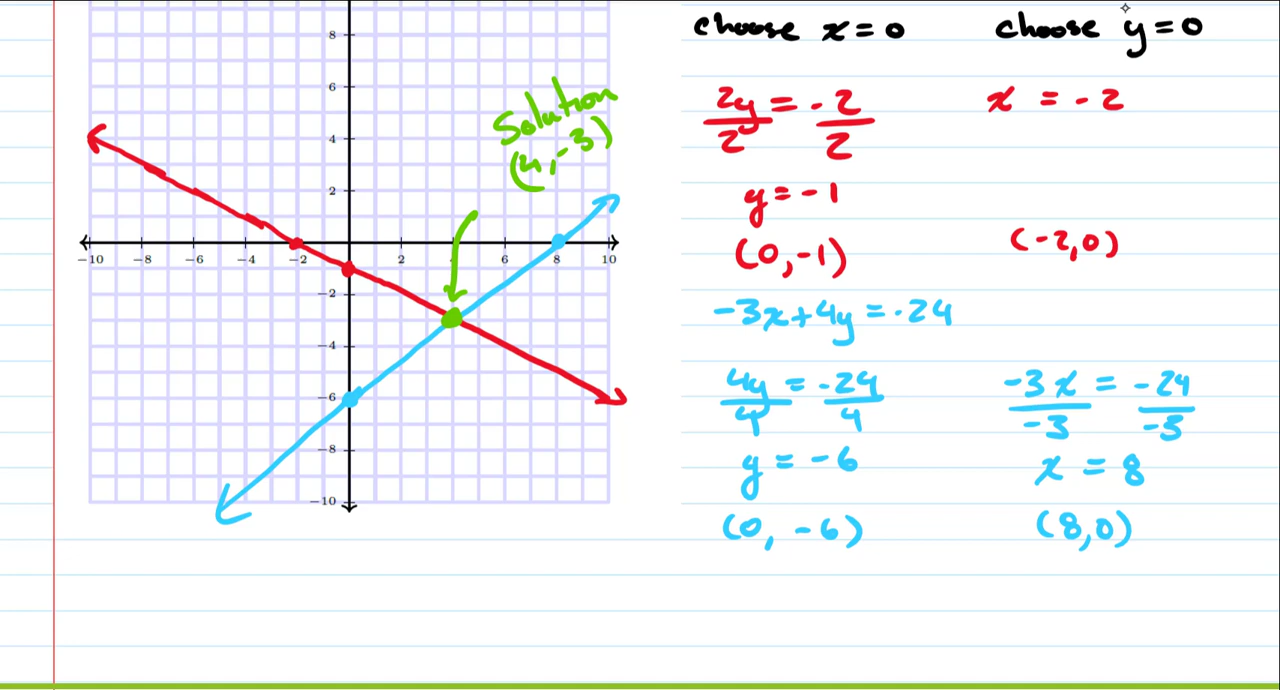 choose x = 0
choose y = 0
2y/2 = -2/2
x = -2
y = -1
(0, -1)
(-2, 0)
-3x + 4y = -24
4y/4 = -24/4
-3x/-3 = -24/-3
y = -6
x = 8
(0, -6)
(8, 0)
Solution
(4, -3)
8
6
4
2
-10 -8 -6 -4 -2 2 4 6 8 10
-2
-4
-6
-8
-10